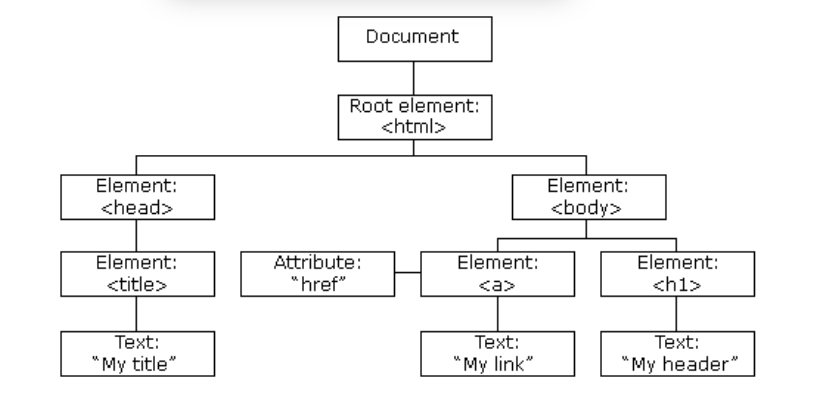 Document
Root element:
<html>
Element:
<head>
Element:
<body>
Element:
<title>
Attribute:
“href”
Element:
<a>
Element:
<h1>
Text:
“My title”
Text:
“My link”
Text:
“My header”